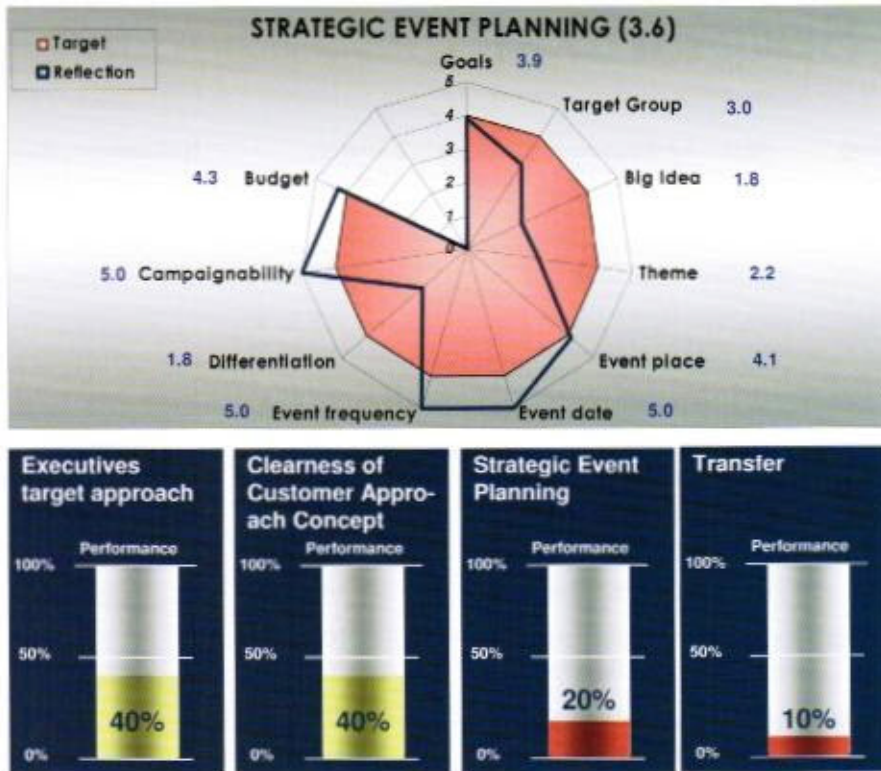 STRATEGIC EVENT PLANNING (3.6)
Target
Reflection
Goals 3.9
Target Group 3.0
Big Idea 1.8
Theme 2.2
Event place 4.1
Event date 5.0
Event frequency 5.0
Differentiation 1.8
Campaignability 5.0
Budget 4.3
5
4
3
2
1
0
Executives
target approach
Performance
100%
50%
40%
0%
Clearness of
Customer Appro-
ach Concept
Performance
100%
50%
40%
0%
Strategic Event
Planning
Performance
100%
50%
20%
0%
Transfer
Performance
100%
50%
10%
0%